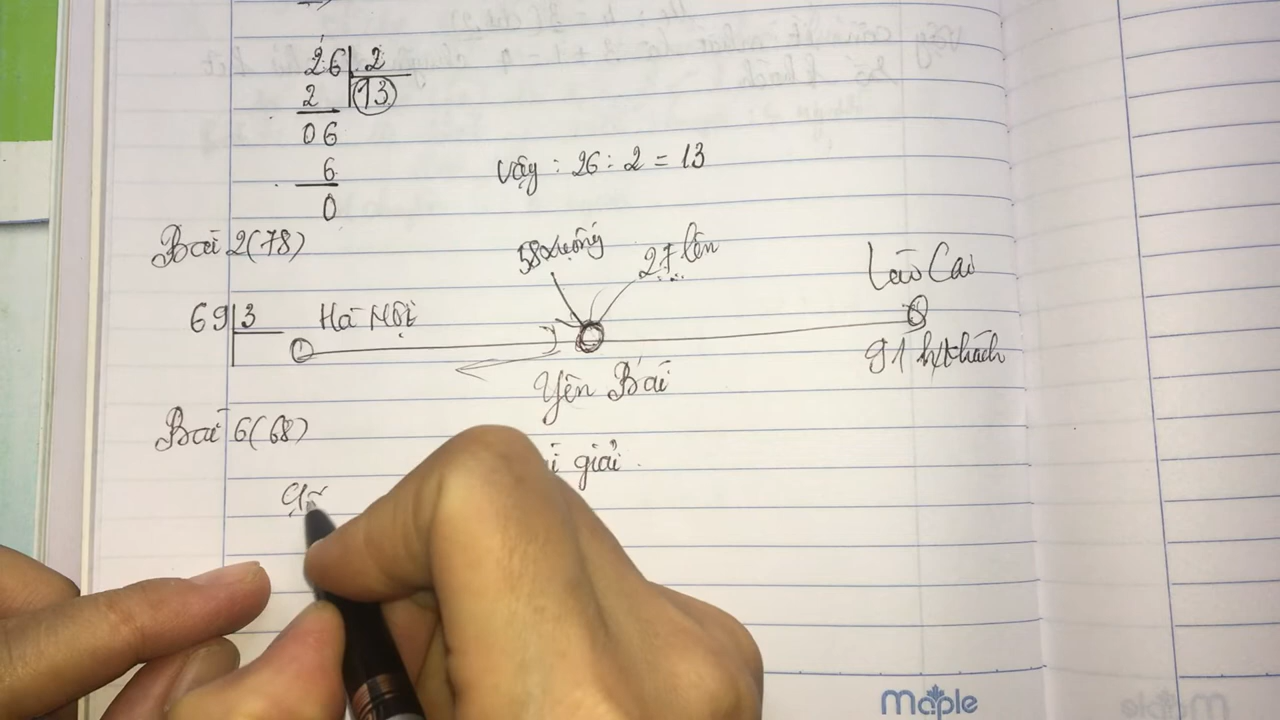 26 2
2 13
06
6
0
Vậy : 26 : 2 = 13
Bài 2(78)
58 xuống
27 lên
Lào Cai
69 3
Hà Nội
91 h/khách
Yên Bái
Bài 6(68)
giải
maple